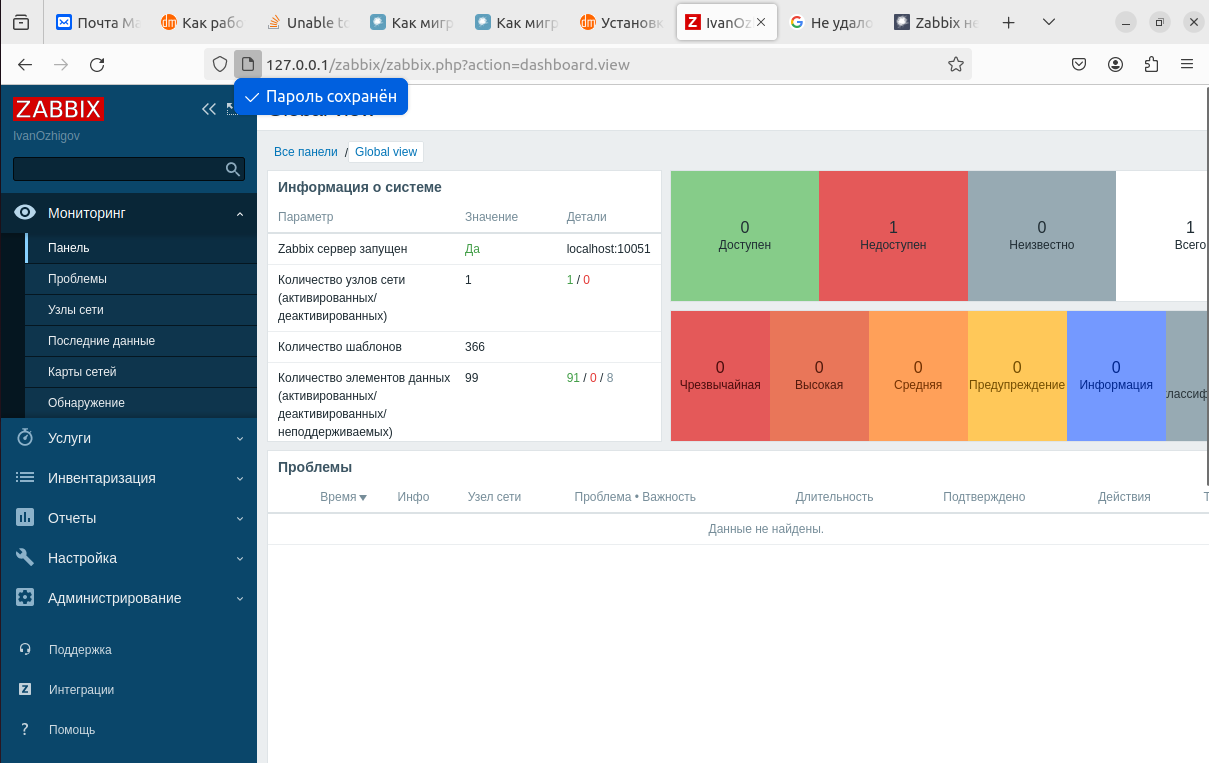 Почта Ma
Как рабо
Unable to
Как мигр
Как мигр
Установк
IvanOz
Не удало
Zabbix не
127.0.0.1/zabbix/zabbix.php?action=dashboard.view
Пароль сохранён
ZABBIX
IvanOzhigov
Мониторинг
Панель
Проблемы
Узлы сети
Последние данные
Карты сетей
Обнаружение
Услуги
Инвентаризация
Отчеты
Настройка
Администрирование
Поддержка
Интеграции
Помощь
Global view
Все панели / Global view
Информация о системе
Параметр Значение Детали
Zabbix сервер запущен Да localhost:10051
Количество узлов сети 1 1 / 0
(активированных/
деактивированных)
Количество шаблонов 366
Количество элементов данных 99 91 / 0 / 8
(активированных/
деактивированных/
неподдерживаемых)
0
Доступен
1
Недоступен
0
Неизвестно
1
Всего
0
Чрезвычайная
0
Высокая
0
Средняя
0
Предупреждение
0
Информация
классиф
Проблемы
Время Инфо Узел сети Проблема • Важность Длительность Подтверждено Действия Т
Данные не найдены.